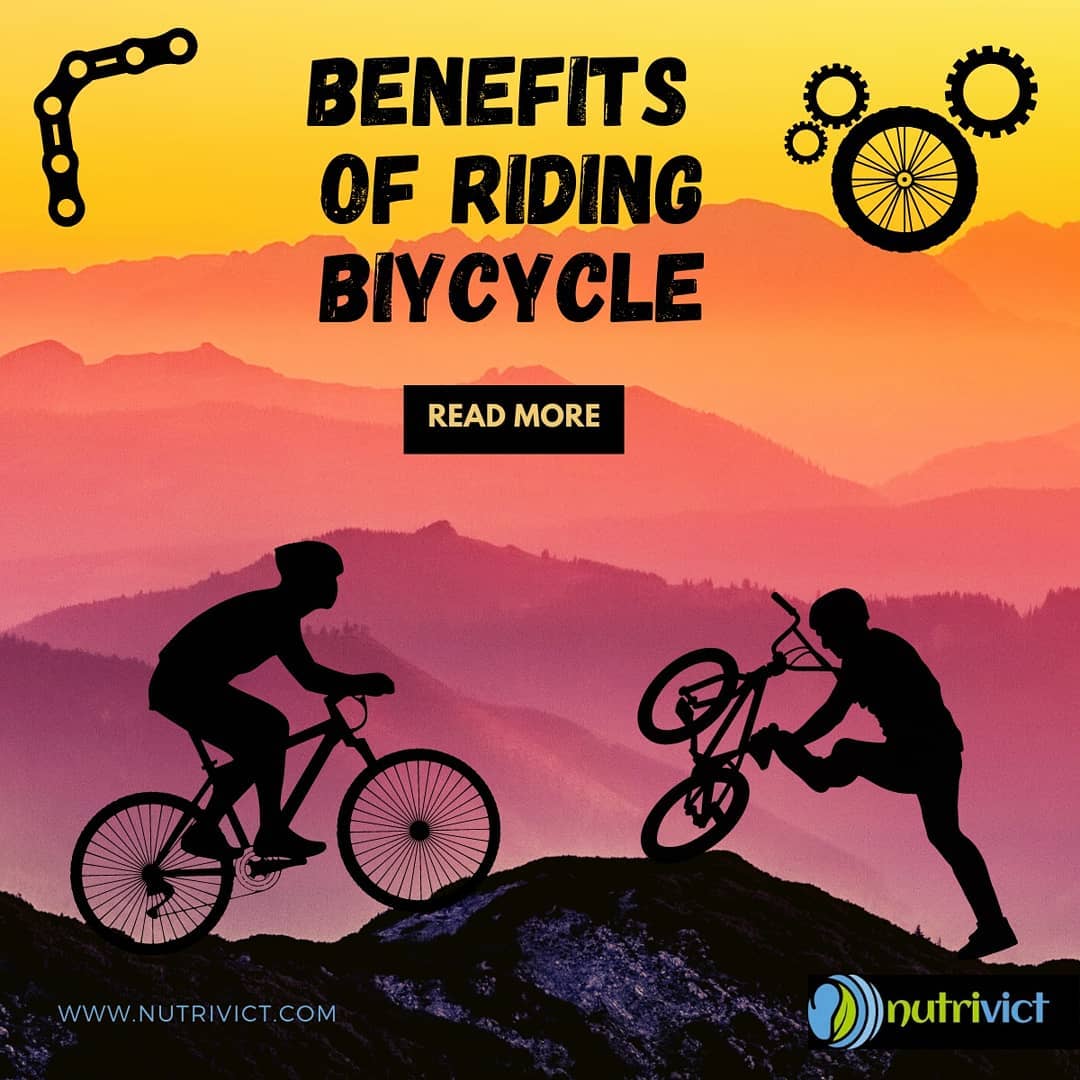 BENEFITS
OF RIDING
BIYCYCLE
READ MORE
WWW.NUTRIVICT.COM
nutrivict